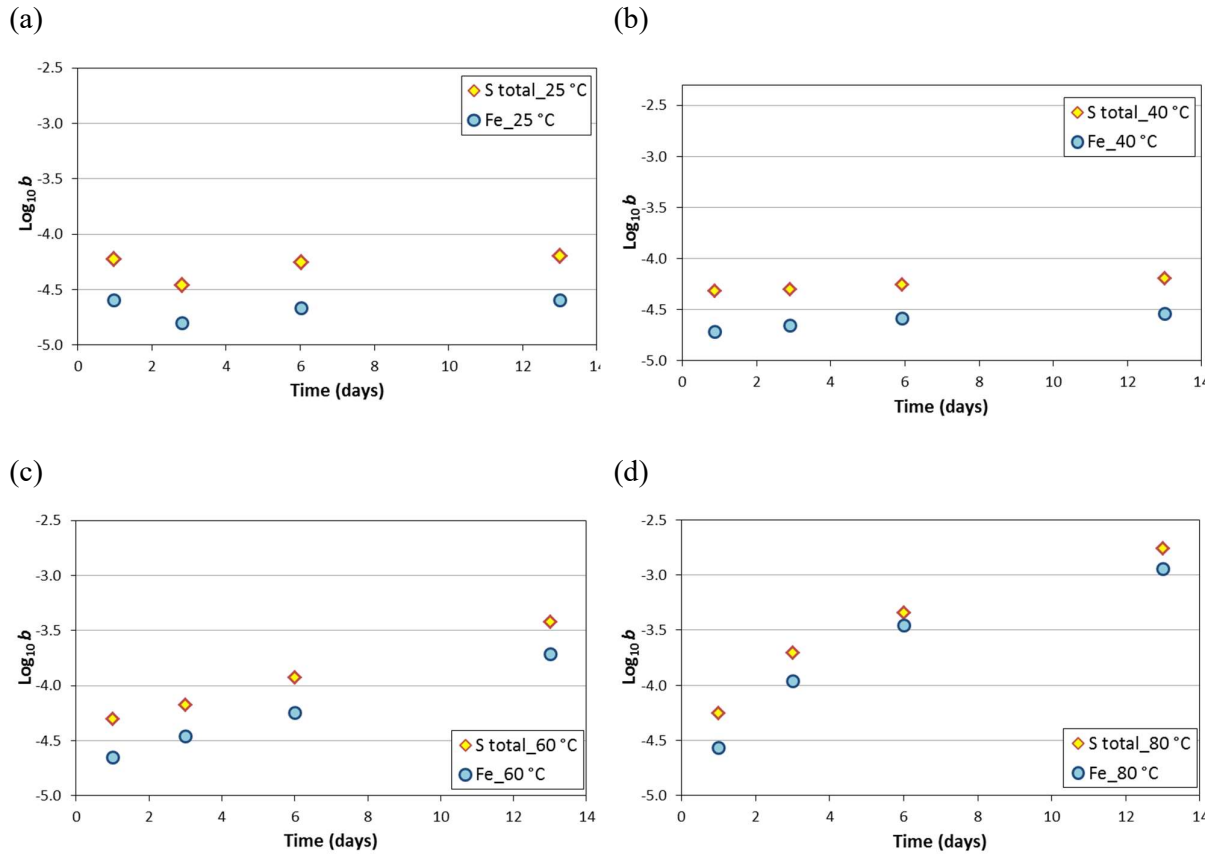 (a)
-2.5
-3.0
-3.5
-4.0
-4.5
-5.0
Log₁₀ b
0 2 4 6 8 10 12 14
Time (days)
S total_25 °C
Fe_25 °C
(b)
-2.5
-3.0
-3.5
-4.0
-4.5
-5.0
Log₁₀ b
0 2 4 6 8 10 12 14
Time (days)
S total_40 °C
Fe_40 °C
(c)
-2.5
-3.0
-3.5
-4.0
-4.5
-5.0
Log₁₀ b
0 2 4 6 8 10 12 14
Time (days)
S total_60 °C
Fe_60 °C
(d)
-2.5
-3.0
-3.5
-4.0
-4.5
-5.0
Log₁₀ b
0 2 4 6 8 10 12 14
Time (days)
S total_80 °C
Fe_80 °C